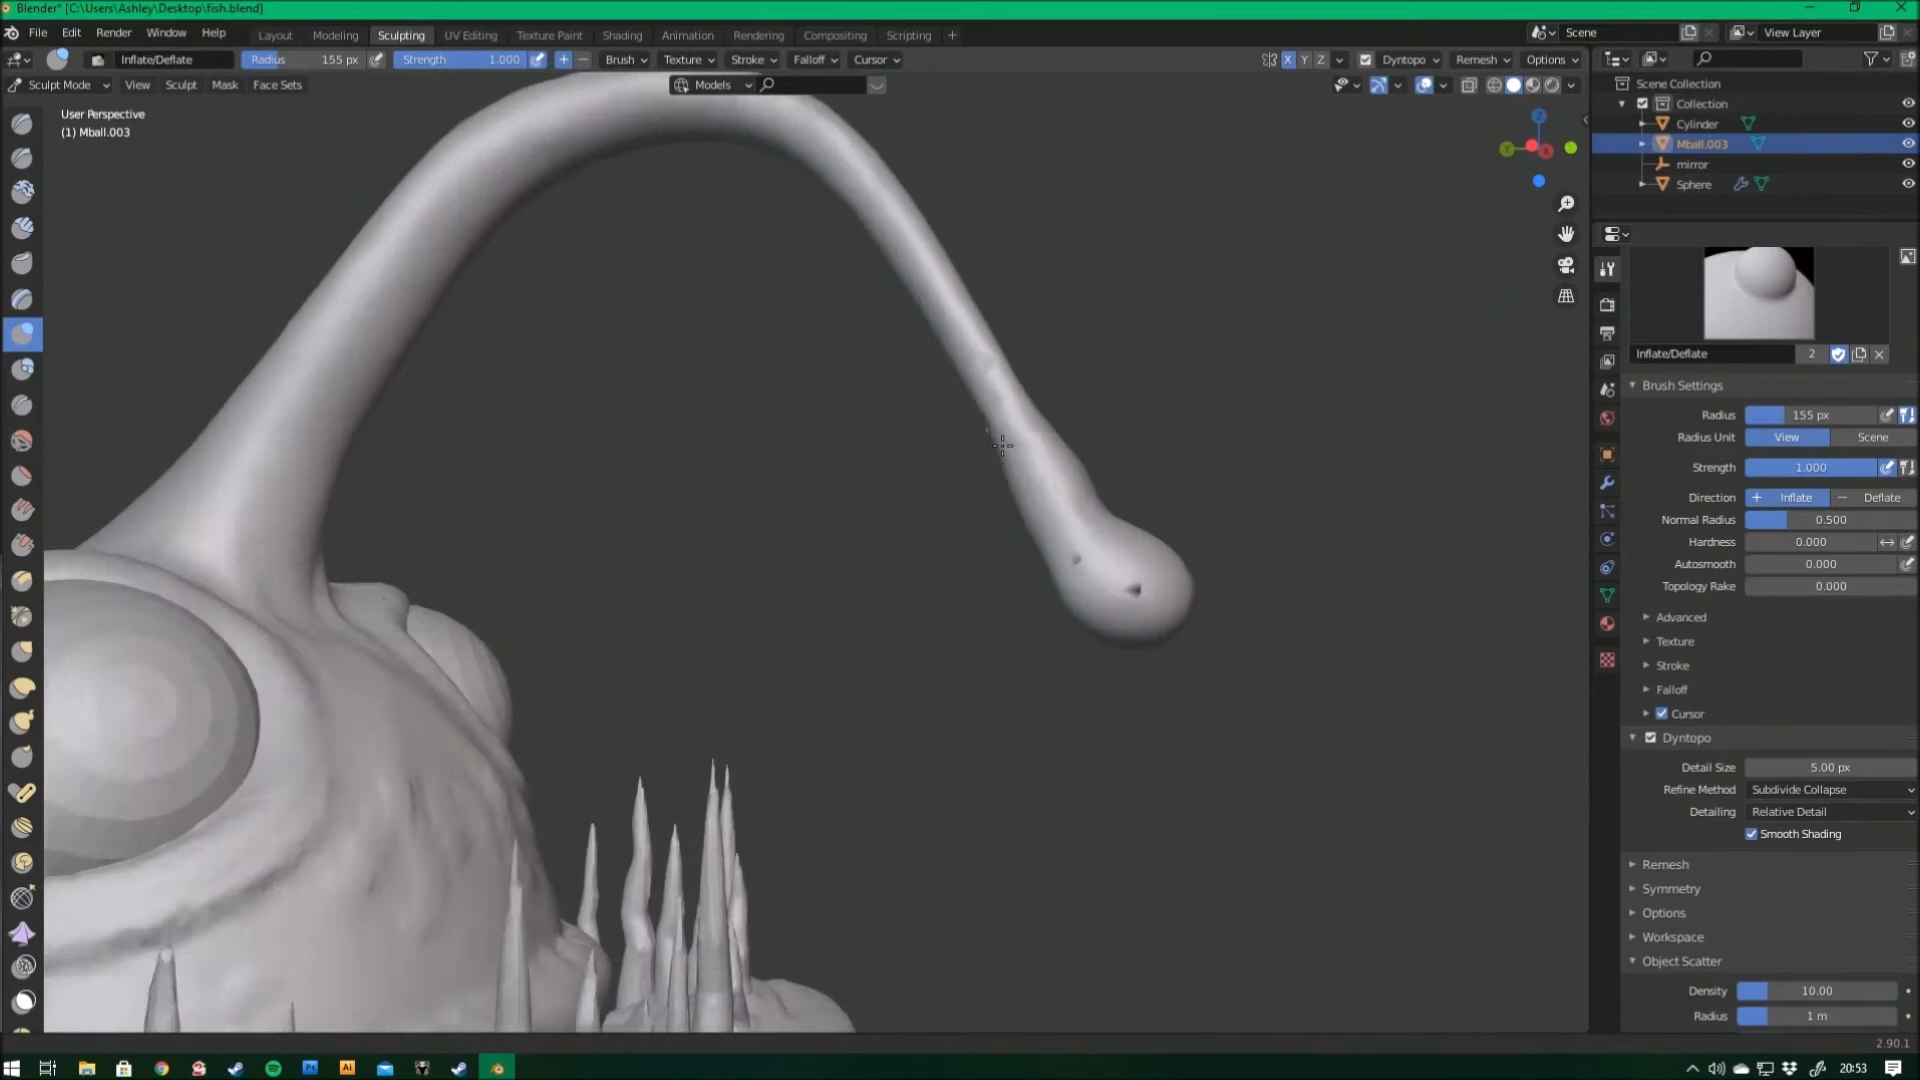 Blender* [C:\Users\Ashley\Desktop\fish.blend]
File Edit Render Window Help Layout Modeling Sculpting UV Editing Texture Paint Shading Animation Rendering Compositing Scripting + Scene View Layer
Inflate/Deflate Radius 155 px Strength 1.000 Brush Texture Stroke Falloff Cursor X Y Z Dyntopo Remesh Options
Sculpt Mode View Sculpt Mask Face Sets Models
User Perspective
(1) Mball.003
Z
Y
X
Scene Collection
Collection
Cylinder
Mball.003
mirror
Sphere
Inflate/Deflate 2
Brush Settings
Radius 155 px
Radius Unit View Scene
Strength 1.000
Direction + Inflate − Deflate
Normal Radius 0.500
Hardness 0.000
Autosmooth 0.000
Topology Rake 0.000
Advanced
Texture
Stroke
Falloff
Cursor
Dyntopo
Detail Size 5.00 px
Refine Method Subdivide Collapse
Detailing Relative Detail
Smooth Shading
Remesh
Symmetry
Options
Workspace
Object Scatter
Density 10.00
Radius 1 m
2.90.1
Ps Ai 20:53